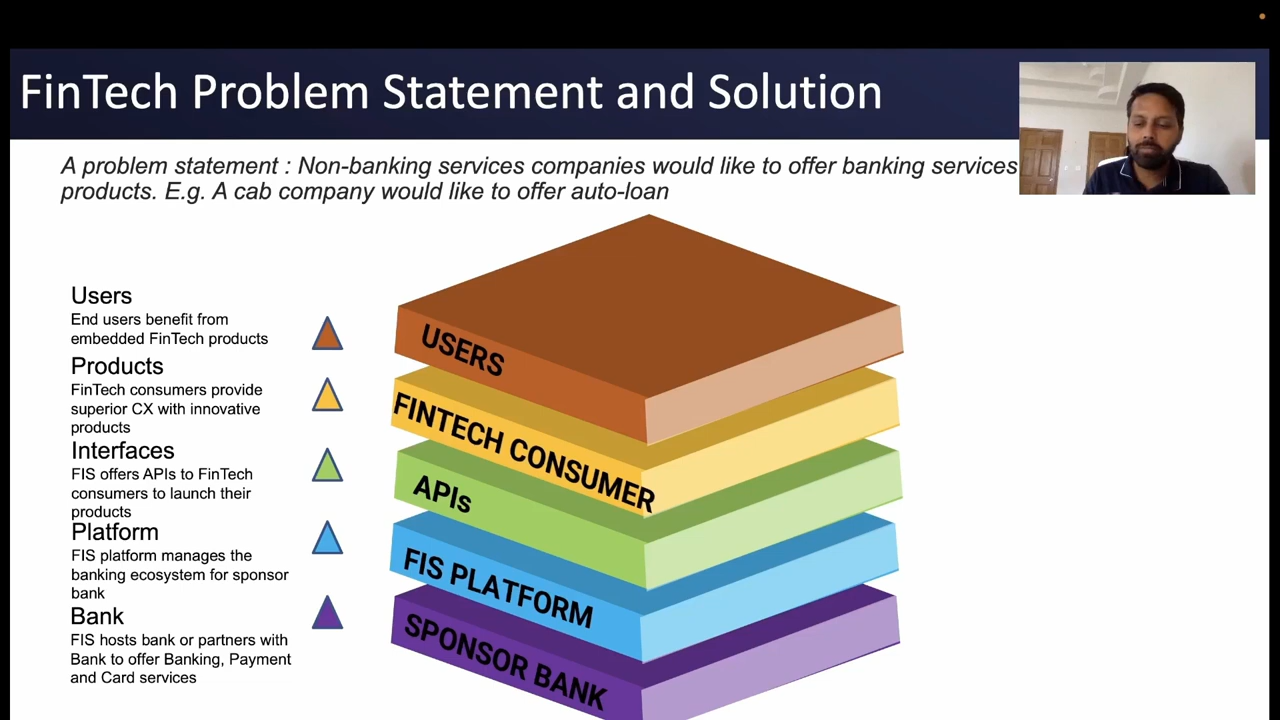 FinTech Problem Statement and Solution
A problem statement : Non-banking services companies would like to offer banking services
products. E.g. A cab company would like to offer auto-loan
Users
End users benefit from
embedded FinTech products
Products
FinTech consumers provide
superior CX with innovative
products
Interfaces
FIS offers APIs to FinTech
consumers to launch their
products
Platform
FIS platform manages the
banking ecosystem for sponsor
bank
Bank
FIS hosts bank or partners with
Bank to offer Banking, Payment
and Card services
USERS
FINTECH CONSUMER
APIs
FIS PLATFORM
SPONSOR BANK